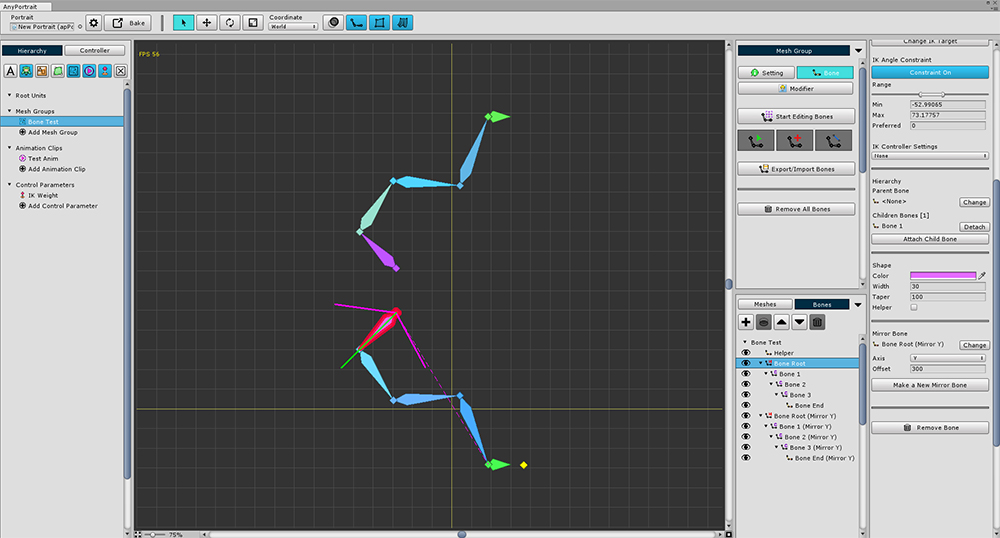 AnyPortrait
Portrait
New Portrait (apPo
Bake
Coordinate
World
Hierarchy
Controller
A
Root Units
Mesh Groups
Bone Test
Add Mesh Group
Animation Clips
Test Anim
Add Animation Clip
Control Parameters
IK Weight
Add Control Parameter
FPS 56
75%
Mesh Group
Setting
Bone
Modifier
Start Editing Bones
Export/Import Bones
Remove All Bones
Meshes
Bones
Bone Test
Helper
Bone Root
Bone 1
Bone 2
Bone 3
Bone End
Bone Root (Mirror Y)
Bone 1 (Mirror Y)
Bone 2 (Mirror Y)
Bone 3 (Mirror Y)
Bone End (Mirror Y)
Change IK Target
IK Angle Constraint
Constraint On
Range
Min -52.99065
Max 73.17757
Preferred 0
IK Controller Settings
None
Hierarchy
Parent Bone
<None> Change
Children Bones [1]
Bone 1 Detach
Attach Child Bone
Shape
Color
Width 30
Taper 100
Helper
Mirror Bone
Bone Root (Mirror Y) Change
Axis Y
Offset 300
Make a New Mirror Bone
Remove Bone